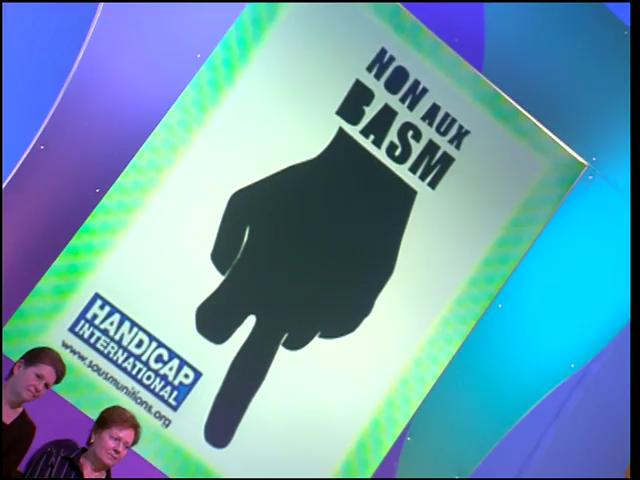 NON AUX
BASM
HANDICAP
INTERNATIONAL
www.sousmunitions.org